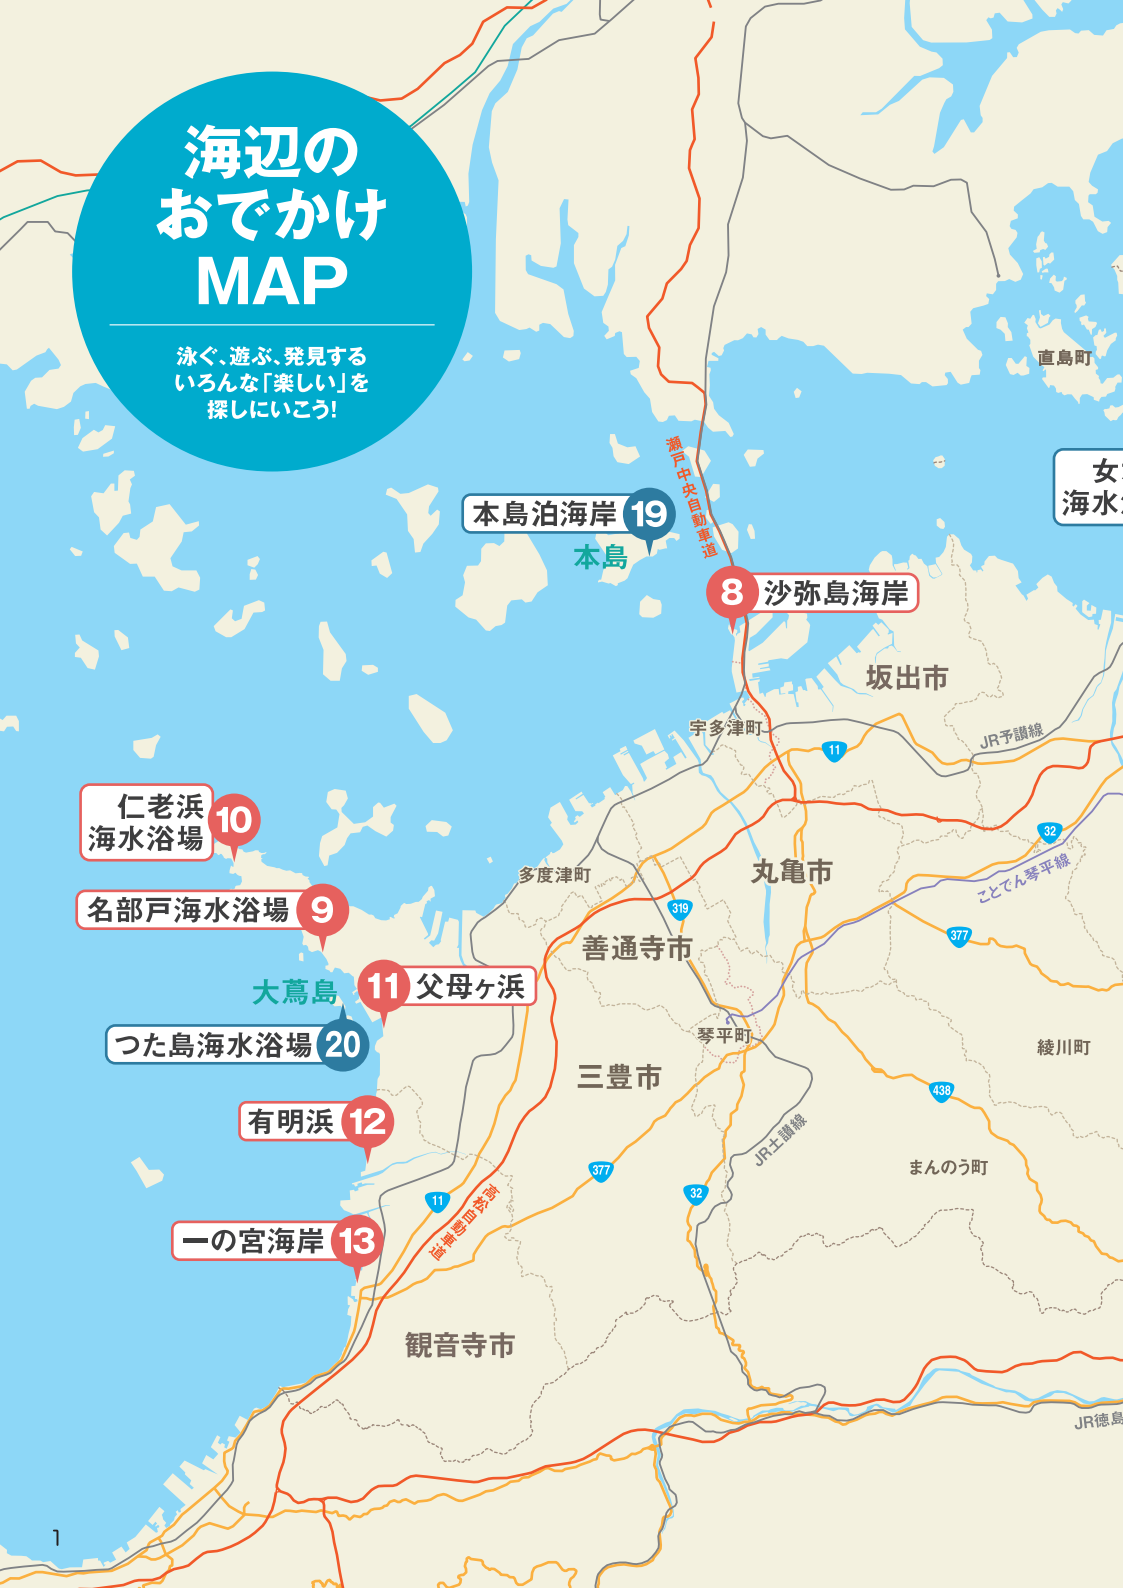 海辺の
おでかけ
MAP
泳ぐ、遊ぶ、発見する
いろんな「楽しい」を
探しにいこう!
直島町
海水
瀬戸中央自動車道
本島泊海岸 19
本島
8 沙弥島海岸
坂出市
宇多津町
JR予讃線
11
仁老浜
海水浴場
10
32
多度津町
丸亀市
ことでん琴平線
名部戸海水浴場 9
319
377
善通寺市
大蔦島
11 父母ヶ浜
つた島海水浴場 20
琴平町
綾川町
三豊市
438
有明浜 12
JR土讃線
まんのう町
377
32
11
高松自動車道
一の宮海岸 13
観音寺市
JR徳島
1